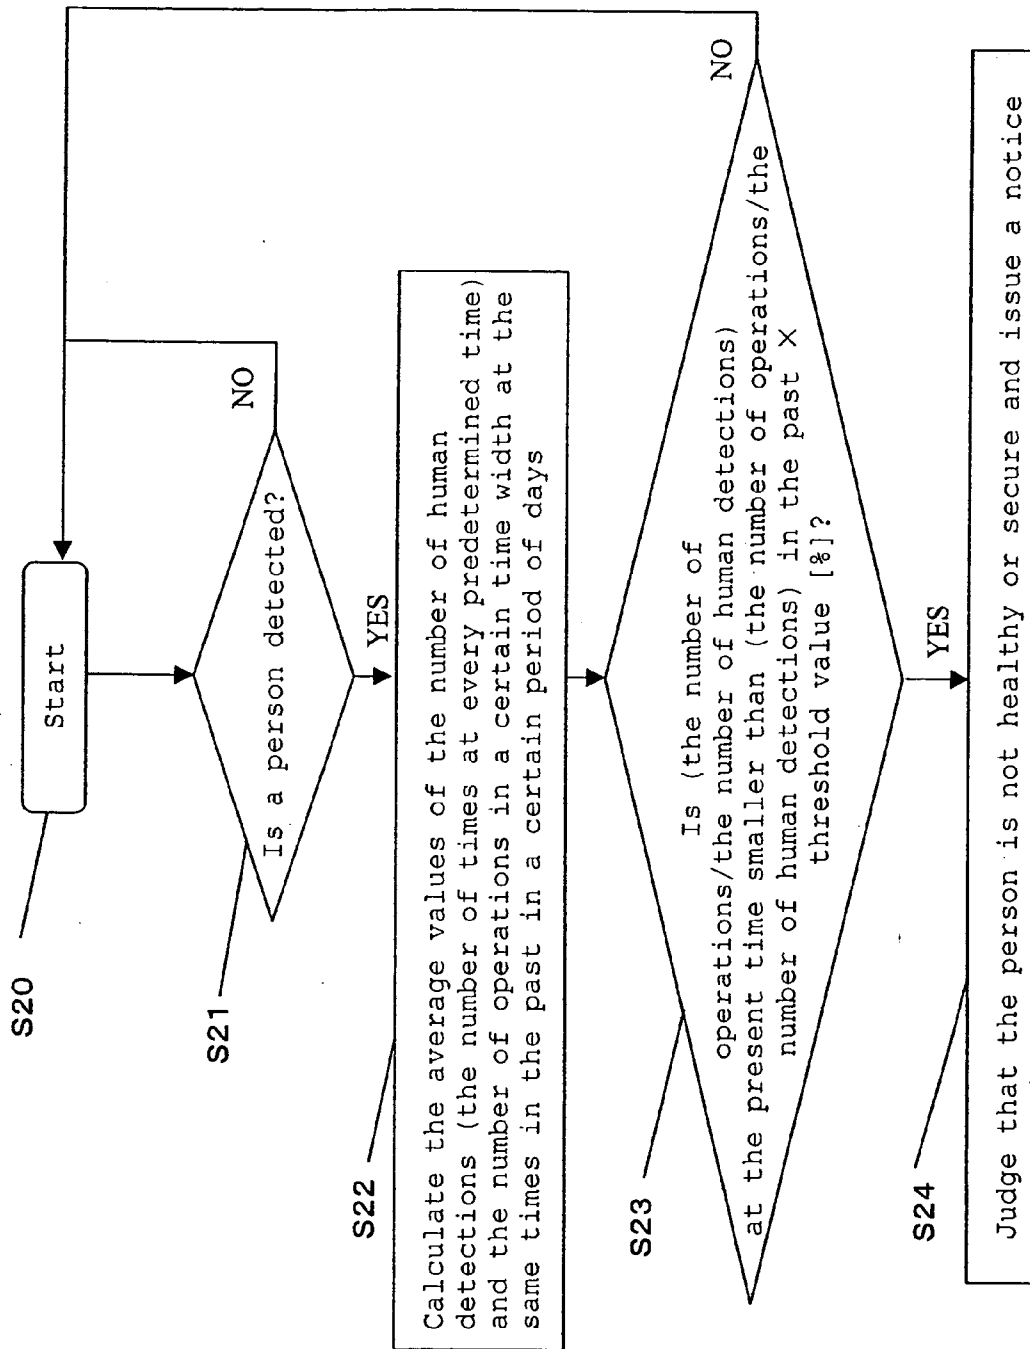 S20
Start
S21
Is a person detected?
NO
YES
S22
Calculate the average values of the number of human
detections (the number of times at every predetermined time)
and the number of operations in a certain time width at the
same times in the past in a certain period of days
S23
Is (the number of
operations/the number of human detections)
at the present time smaller than (the number of operations/the
number of human detections) in the past ×
threshold value [%]?
NO
YES
S24
Judge that the person is not healthy or secure and issue a notice